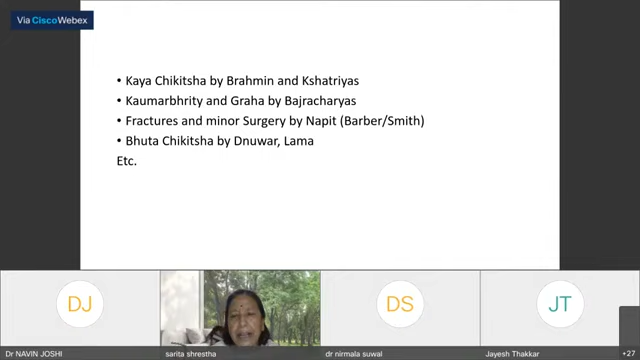 Via Cisco Webex
• Kaya Chikitsha by Brahmin and Kshatriyas
• Kaumarbhrity and Graha by Bajracharyas
• Fractures and minor Surgery by Napit (Barber/Smith)
• Bhuta Chikitsha by Dnuwar, Lama
Etc.
DJ
DS
JT
Dr NAVIN JOSHI
sarita shrestha
dr nirmala suwal
Jayesh Thakkar
+27